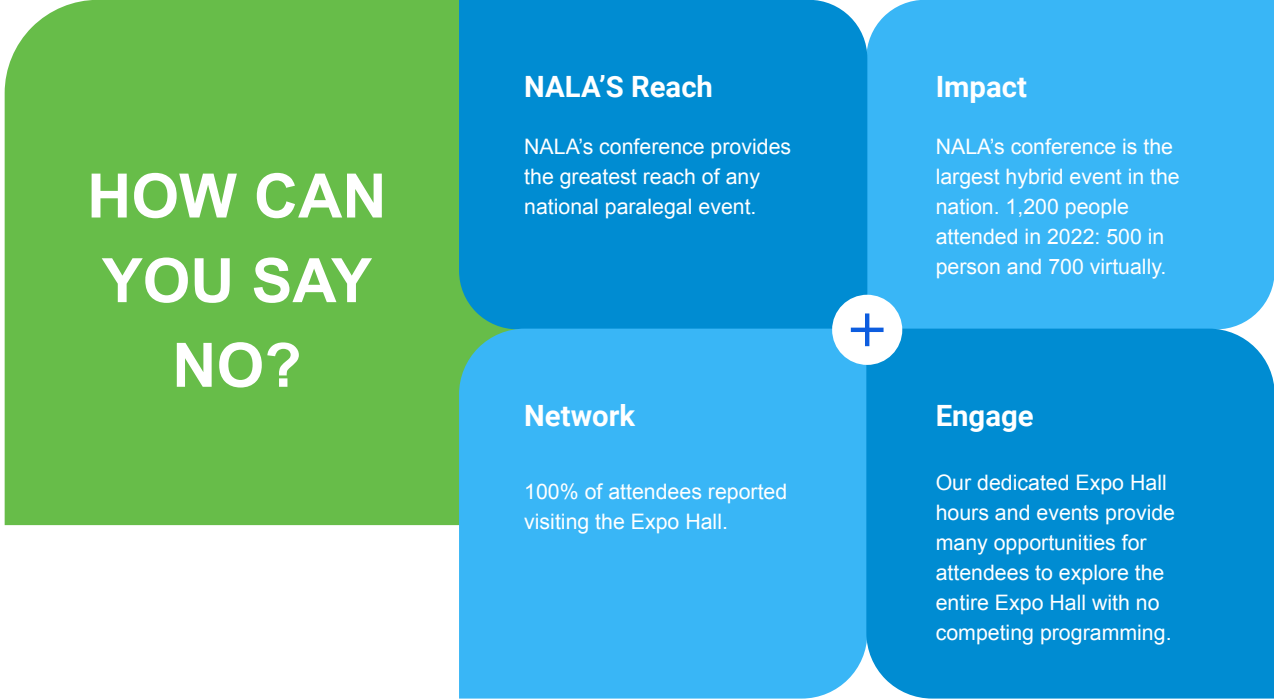 HOW CAN
YOU SAY
NO?
NALA’S Reach
NALA’s conference provides
the greatest reach of any
national paralegal event.
Impact
NALA’s conference is the
largest hybrid event in the
nation. 1,200 people
attended in 2022: 500 in
person and 700 virtually.
Network
100% of attendees reported
visiting the Expo Hall.
Engage
Our dedicated Expo Hall
hours and events provide
many opportunities for
attendees to explore the
entire Expo Hall with no
competing programming.